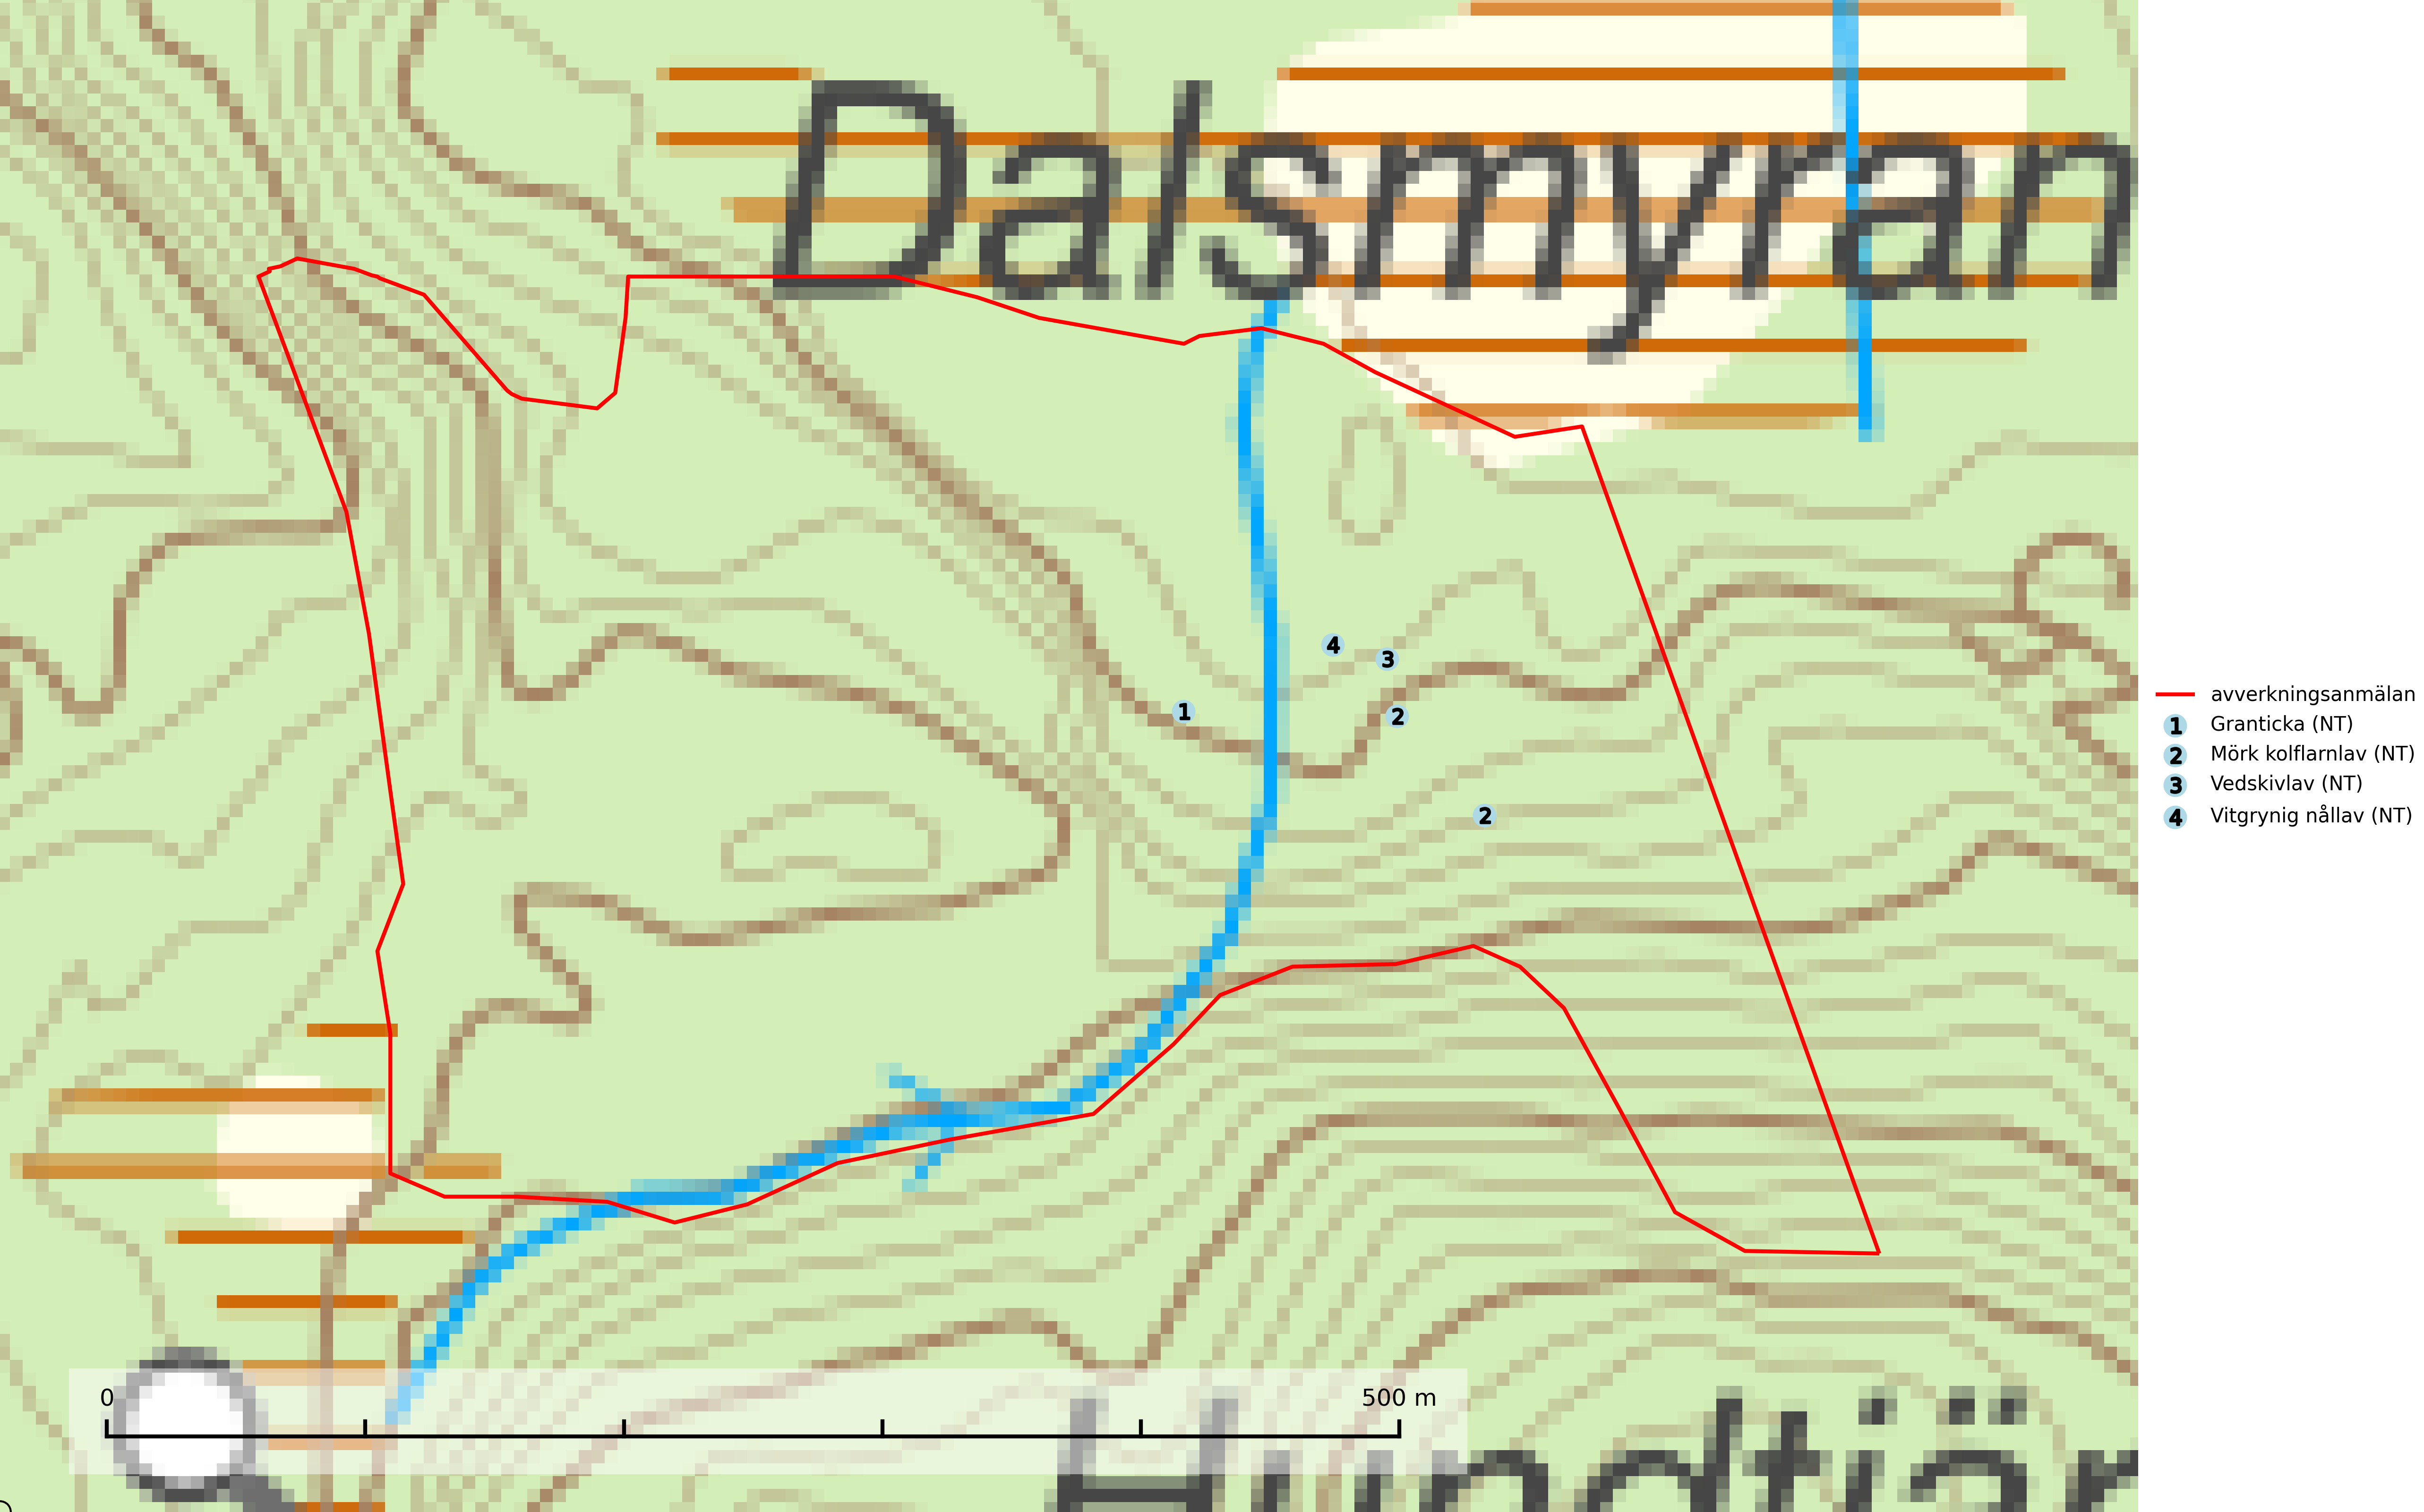 Dalsmyran
4
3
1
2
2
avverkningsanmälan
1 Granticka (NT)
2 Mörk kolflarnlav (NT)
3 Vedskivlav (NT)
4 Vitgrynig nållav (NT)
0 500 m